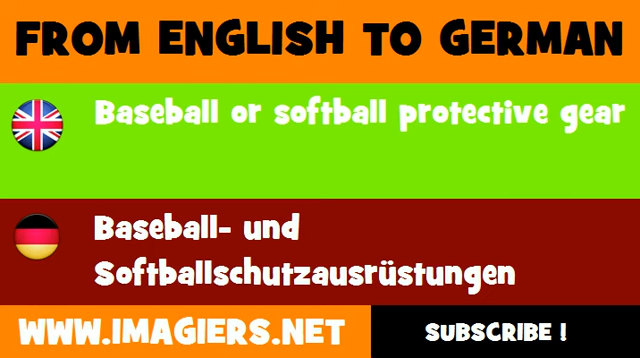 FROM ENGLISH TO GERMAN
Baseball or softball protective gear
Baseball- und
Softballschutzausrüstungen
WWW.IMAGIERS.NET
SUBSCRIBE !